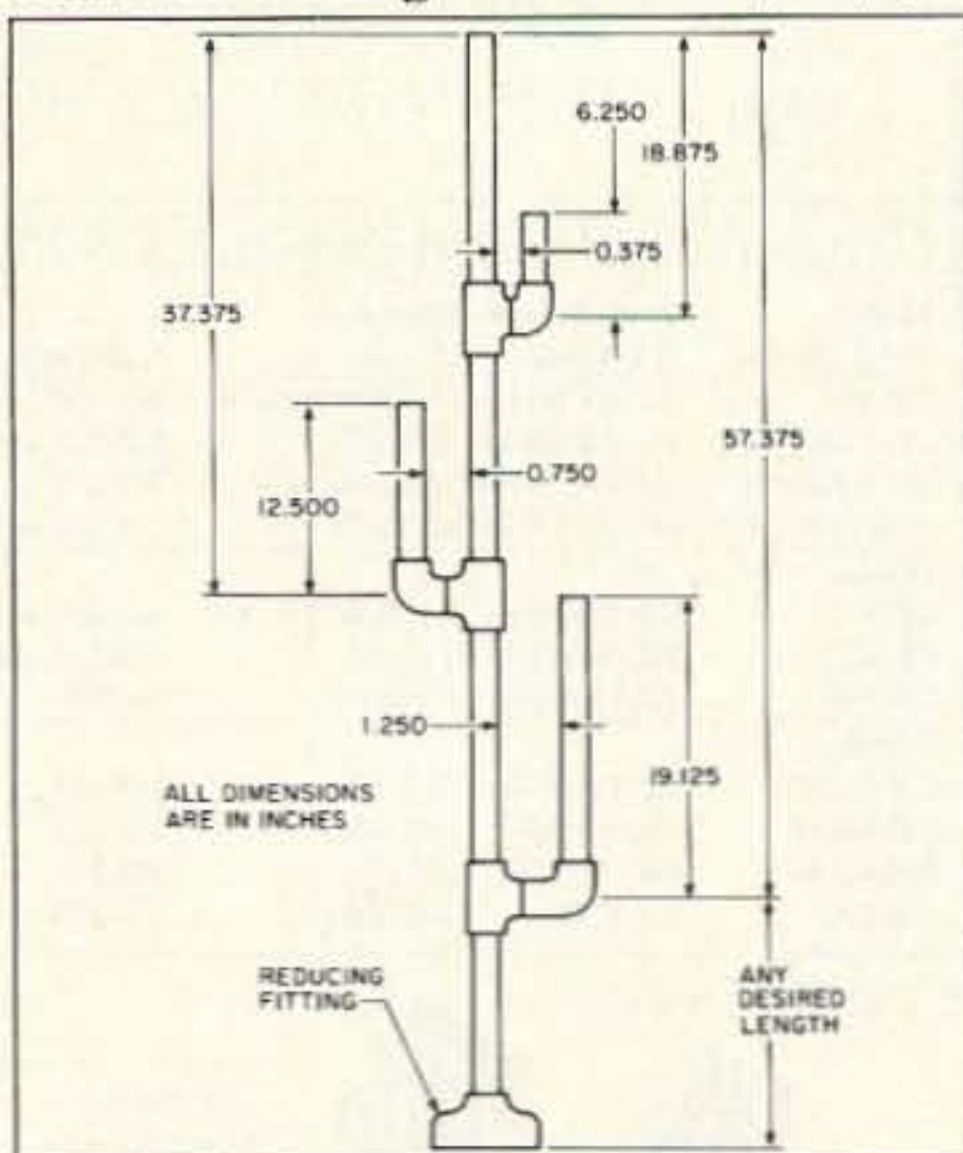 6.250
18.875
0.375
37.375
57.375
0.750
12.500
1.250
19.125
ALL DIMENSIONS
ARE IN INCHES
REDUCING
FITTING
ANY
DESIRED
LENGTH